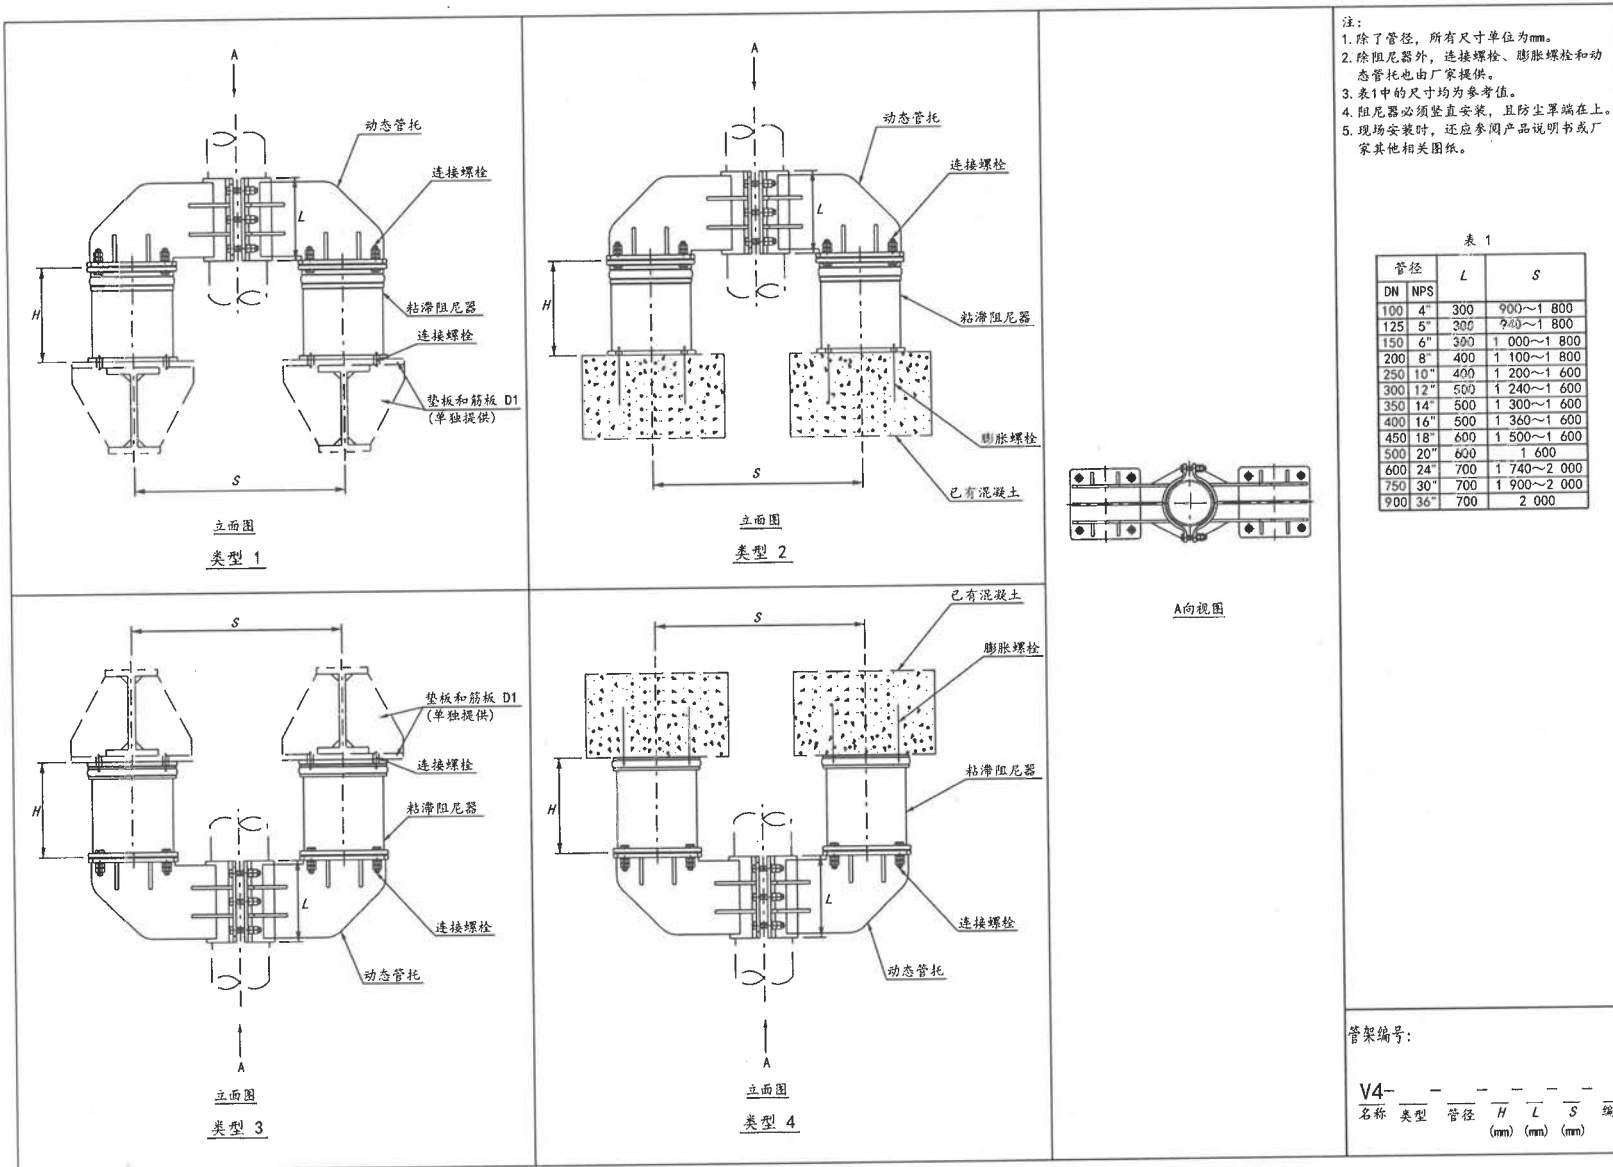 A
动态管托
连接螺栓
L
H
粘滞阻尼器
连接螺栓
垫板和筋板 D1
(单独提供)
S
立面图
类型 1
A
动态管托
连接螺栓
L
H
粘滞阻尼器
膨胀螺栓
S
已有混凝土
立面图
类型 2
S
垫板和筋板 D1
(单独提供)
连接螺栓
H
粘滞阻尼器
L
连接螺栓
动态管托
A
立面图
类型 3
已有混凝土
S
膨胀螺栓
粘滞阻尼器
H
L
连接螺栓
动态管托
A
立面图
类型 4
A向视图
注:
1. 除了管径，所有尺寸单位为mm。
2. 除阻尼器外，连接螺栓、膨胀螺栓和动
态管托也由厂家提供。
3. 表1中的尺寸均为参考值。
4. 阻尼器必须竖直安装，且防尘罩端在上。
5. 现场安装时，还应参阅产品说明书或厂
家其他相关图纸。
表 1
管径 L S
DN NPS
100 4" 300 900～1 800
125 5" 300 940～1 800
150 6" 300 1 000～1 800
200 8" 400 1 100～1 800
250 10" 400 1 200～1 600
300 12" 500 1 240～1 600
350 14" 500 1 300～1 600
400 16" 500 1 360～1 600
450 18" 600 1 500～1 600
500 20" 600 1 600
600 24" 700 1 740～2 000
750 30" 700 1 900～2 000
900 36" 700 2 000
管架编号:
V4- - - - - -
名称 类型 管径 H L S
(mm) (mm) (mm)